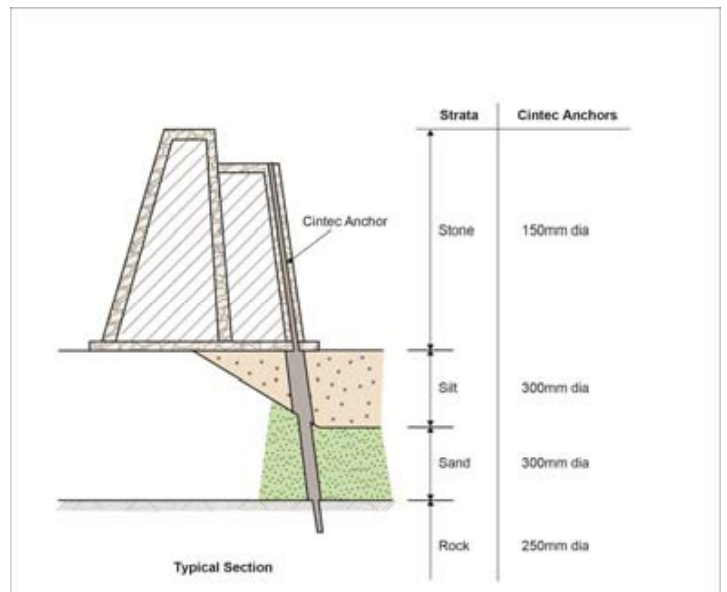 Strata Cintec Anchors
Cintec Anchor
Stone 150mm dia
Silt 300mm dia
Sand 300mm dia
Rock 250mm dia
Typical Section